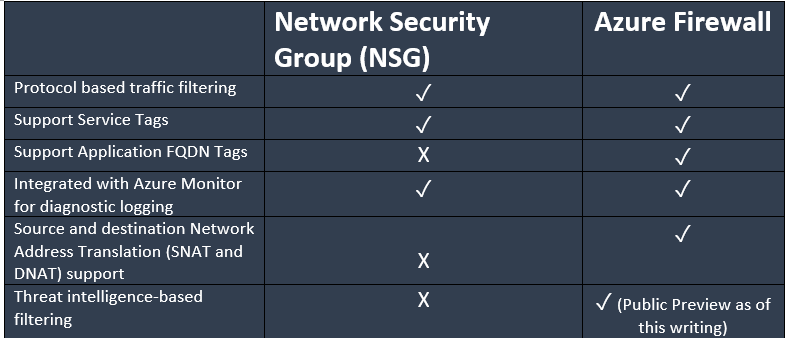 Network Security Group (NSG) Azure Firewall
Protocol based traffic filtering ✓ ✓
Support Service Tags ✓ ✓
Support Application FQDN Tags X ✓
Integrated with Azure Monitor
for diagnostic logging ✓ ✓
Source and destination Network
Address Translation (SNAT and
DNAT) support X ✓
Threat intelligence-based
filtering X ✓ (Public Preview as of
this writing)